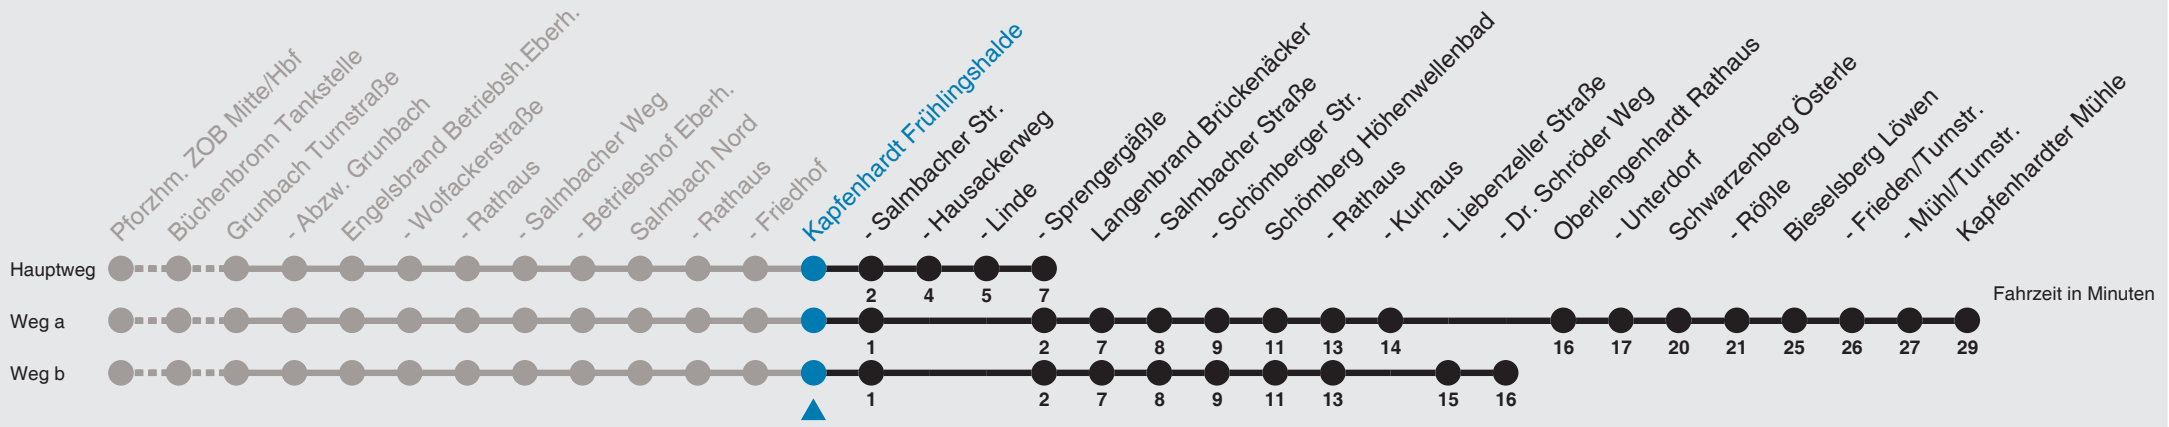 Pforzhm. ZOB Mitte/Hbf
Büchenbronn Tankstelle
Grunbach Turnstraße
- Abzw. Grunbach
Engelsbrand Betriebsh.Eberh.
- Wolfackerstraße
- Rathaus
- Salmbacher Weg
- Betriebshof Eberh.
Salmbach Nord
- Rathaus
- Friedhof
Kapfenhardt Frühlingshalde
- Salmbacher Str.
- Hausackerweg
- Linde
- Sprengergäßle
Langenbrand Brückenäcker
- Salmbacher Straße
- Schömberger Str.
Schömberg Höhenwellenbad
- Rathaus
- Kurhaus
- Liebenzeller Straße
- Dr. Schröder Weg
Oberlengenhardt Rathaus
- Unterdorf
Schwarzenberg Österle
- Rößle
Bieselsberg Löwen
- Frieden/Turnstr.
- Mühl/Turnstr.
Kapfenhardter Mühle
Hauptweg
2 4 5 7
Fahrzeit in Minuten
Weg a
1 2 7 8 9 11 13 14 16 17 20 21 25 26 27 29
Weg b
1 2 7 8 9 11 13 15 16